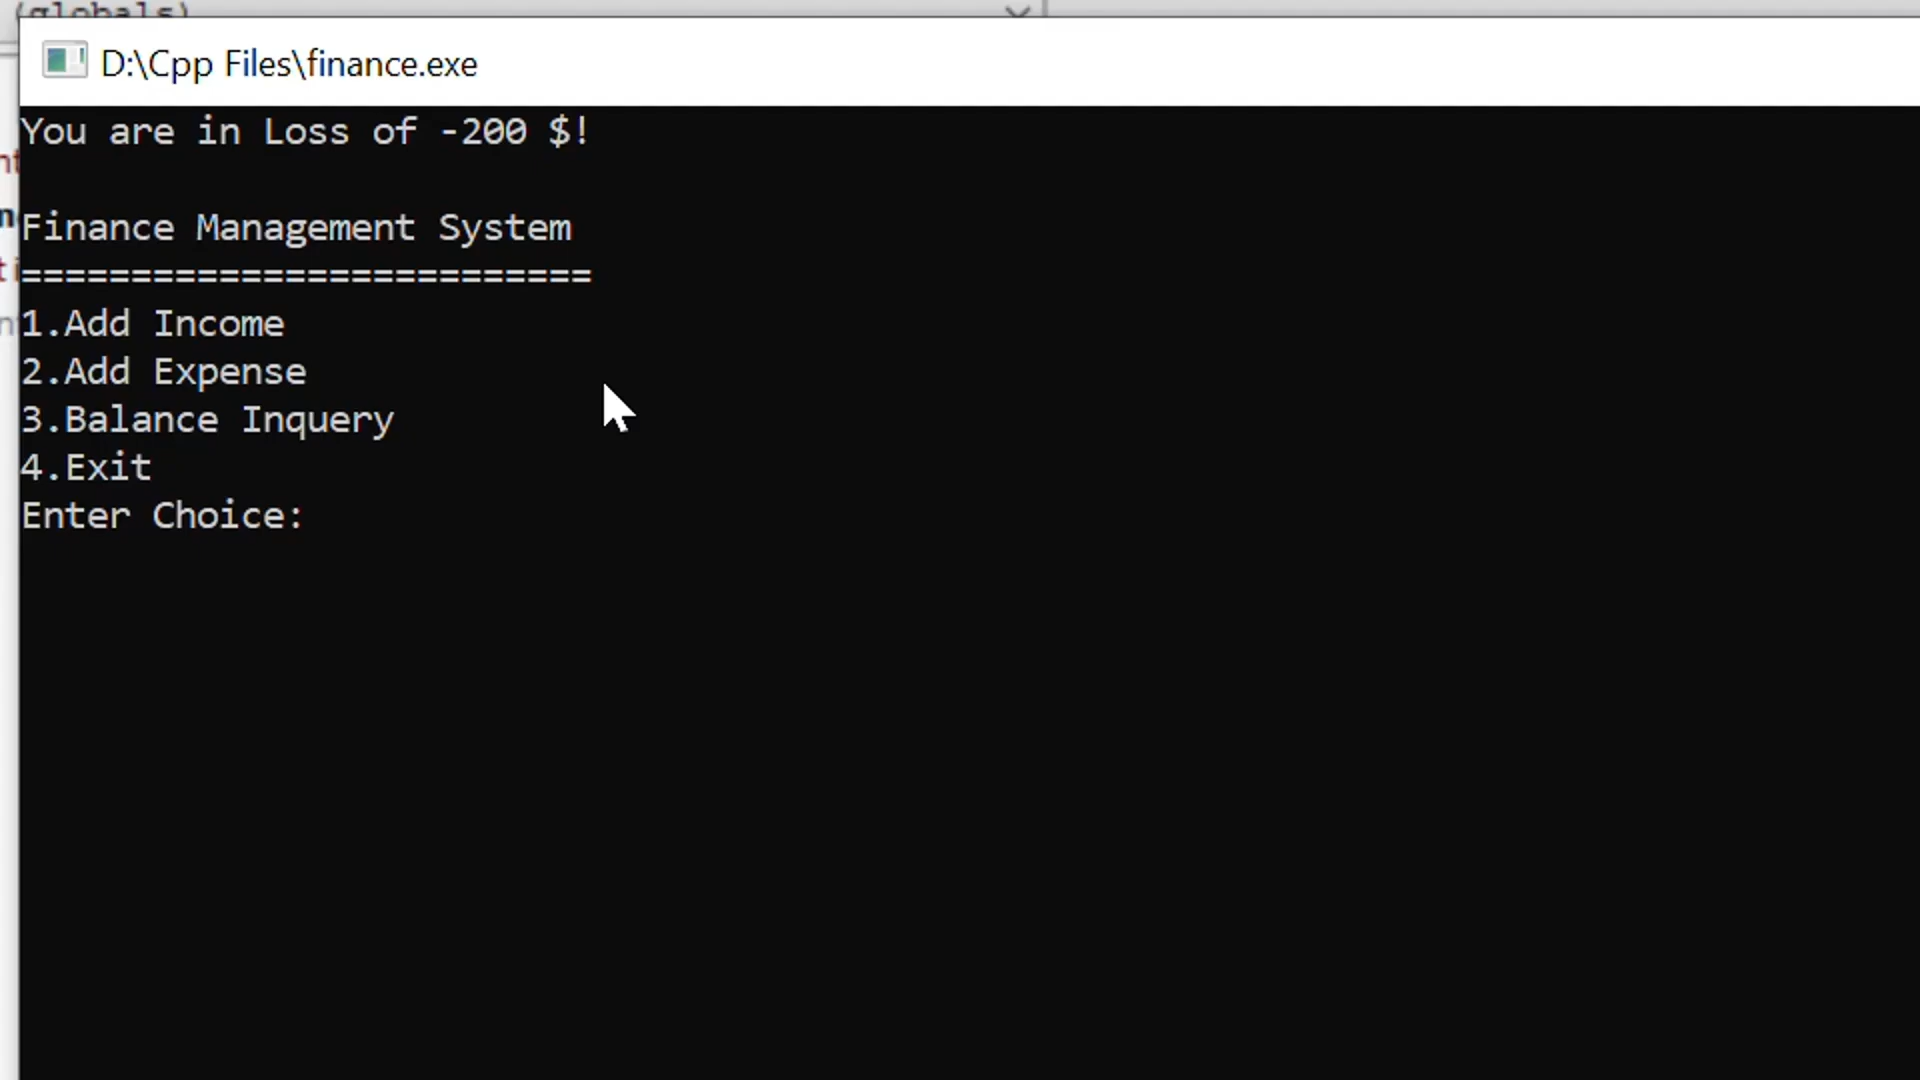 (globals)
D:\Cpp Files\finance.exe
You are in Loss of -200 $!
Finance Management System
==========================
1.Add Income
2.Add Expense
3.Balance Inquery
4.Exit
Enter Choice: